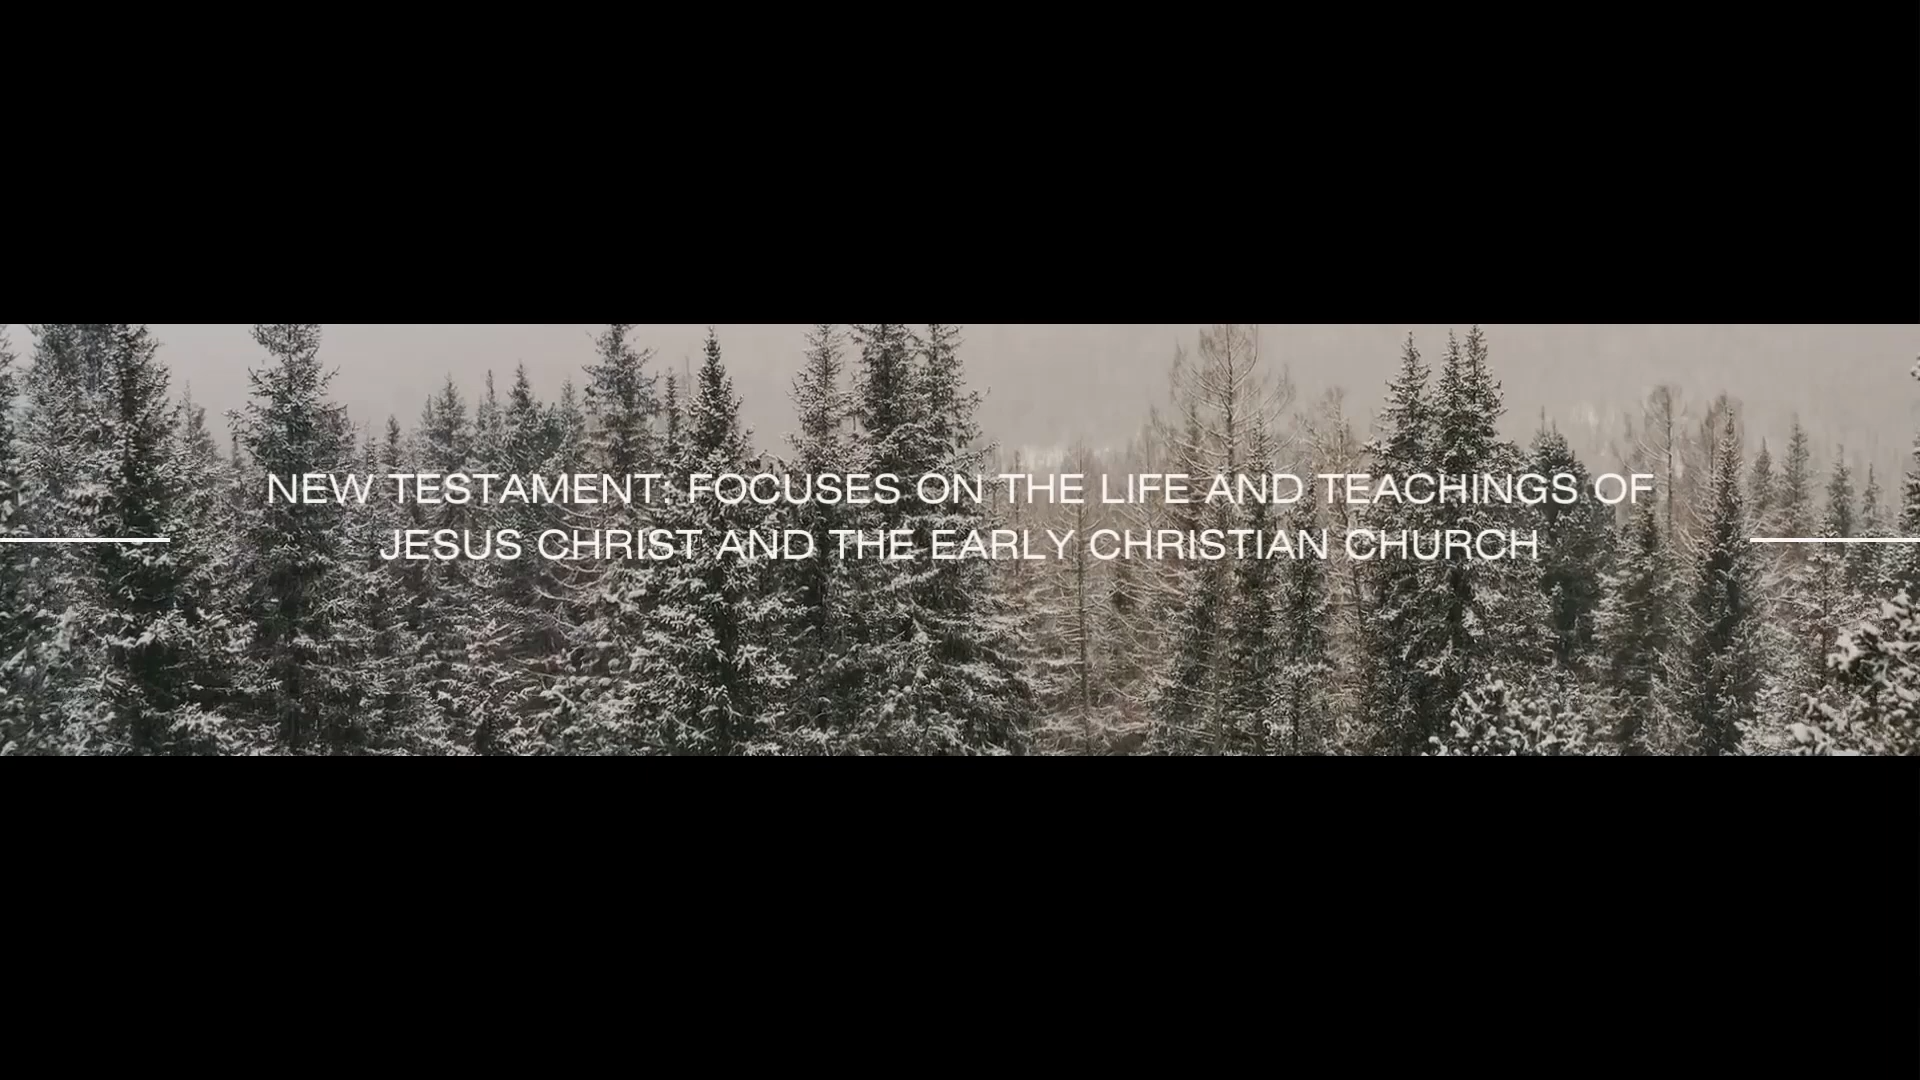 NEW TESTAMENT: FOCUSES ON THE LIFE AND TEACHINGS OF
JESUS CHRIST AND THE EARLY CHRISTIAN CHURCH